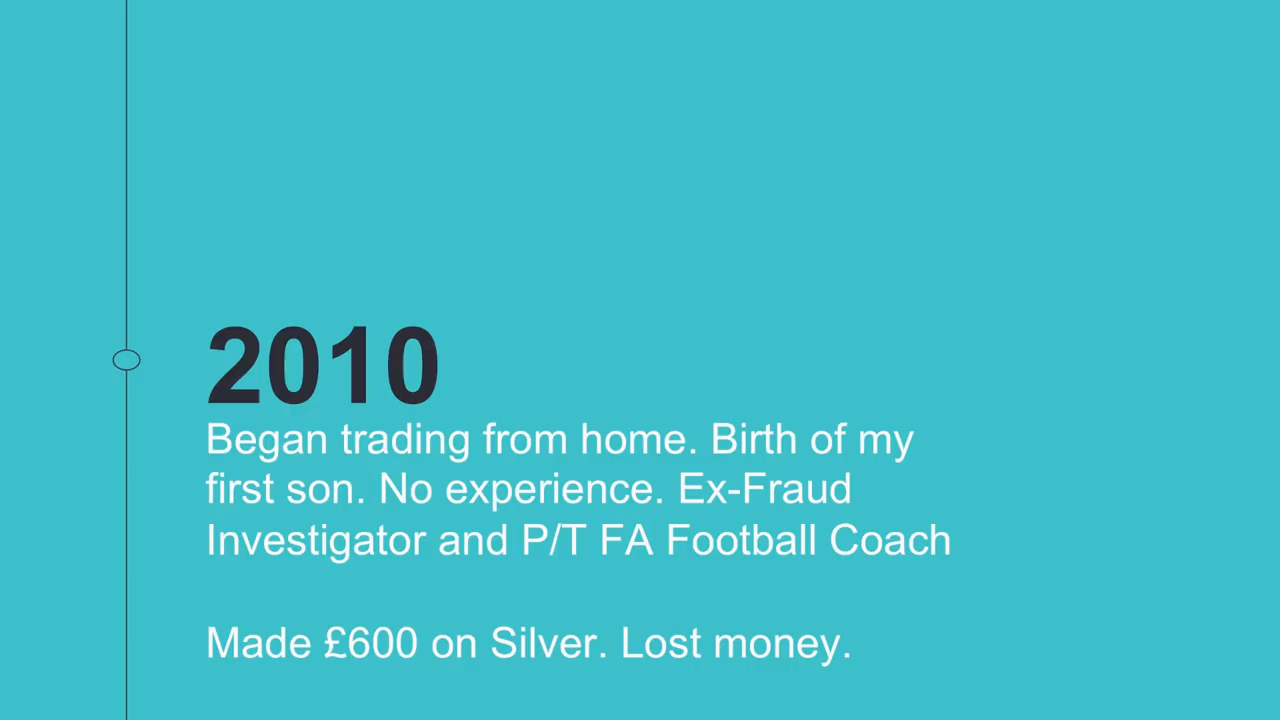 2010
Began trading from home. Birth of my
first son. No experience. Ex-Fraud
Investigator and P/T FA Football Coach
Made £600 on Silver. Lost money.